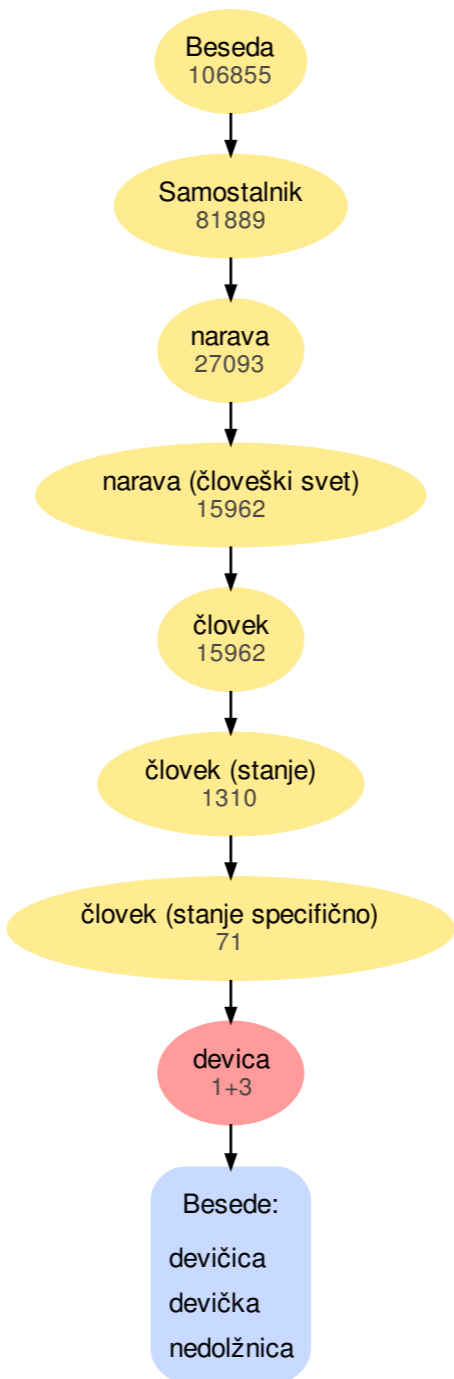 Beseda
106855
Samostalnik
81889
narava
27093
narava (človeški svet)
15962
človek
15962
človek (stanje)
1310
človek (stanje specifično)
71
devica
1+3
Besede:
devičica
devička
nedolžnica